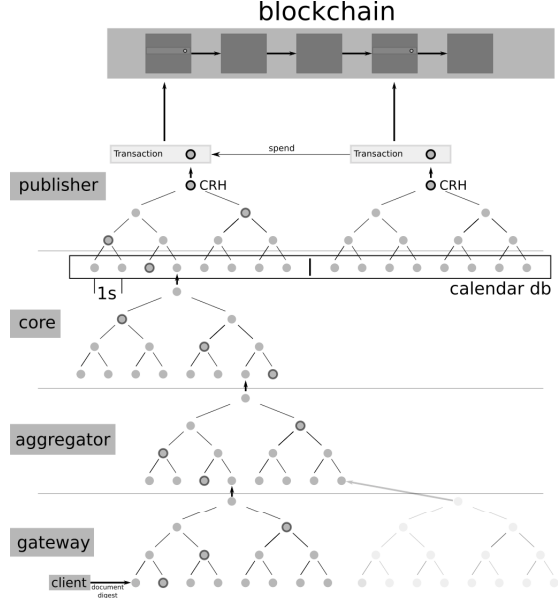 blockchain
Transaction
spend
Transaction
CRH
CRH
publisher
1s
calendar db
core
aggregator
gateway
client
document
digest